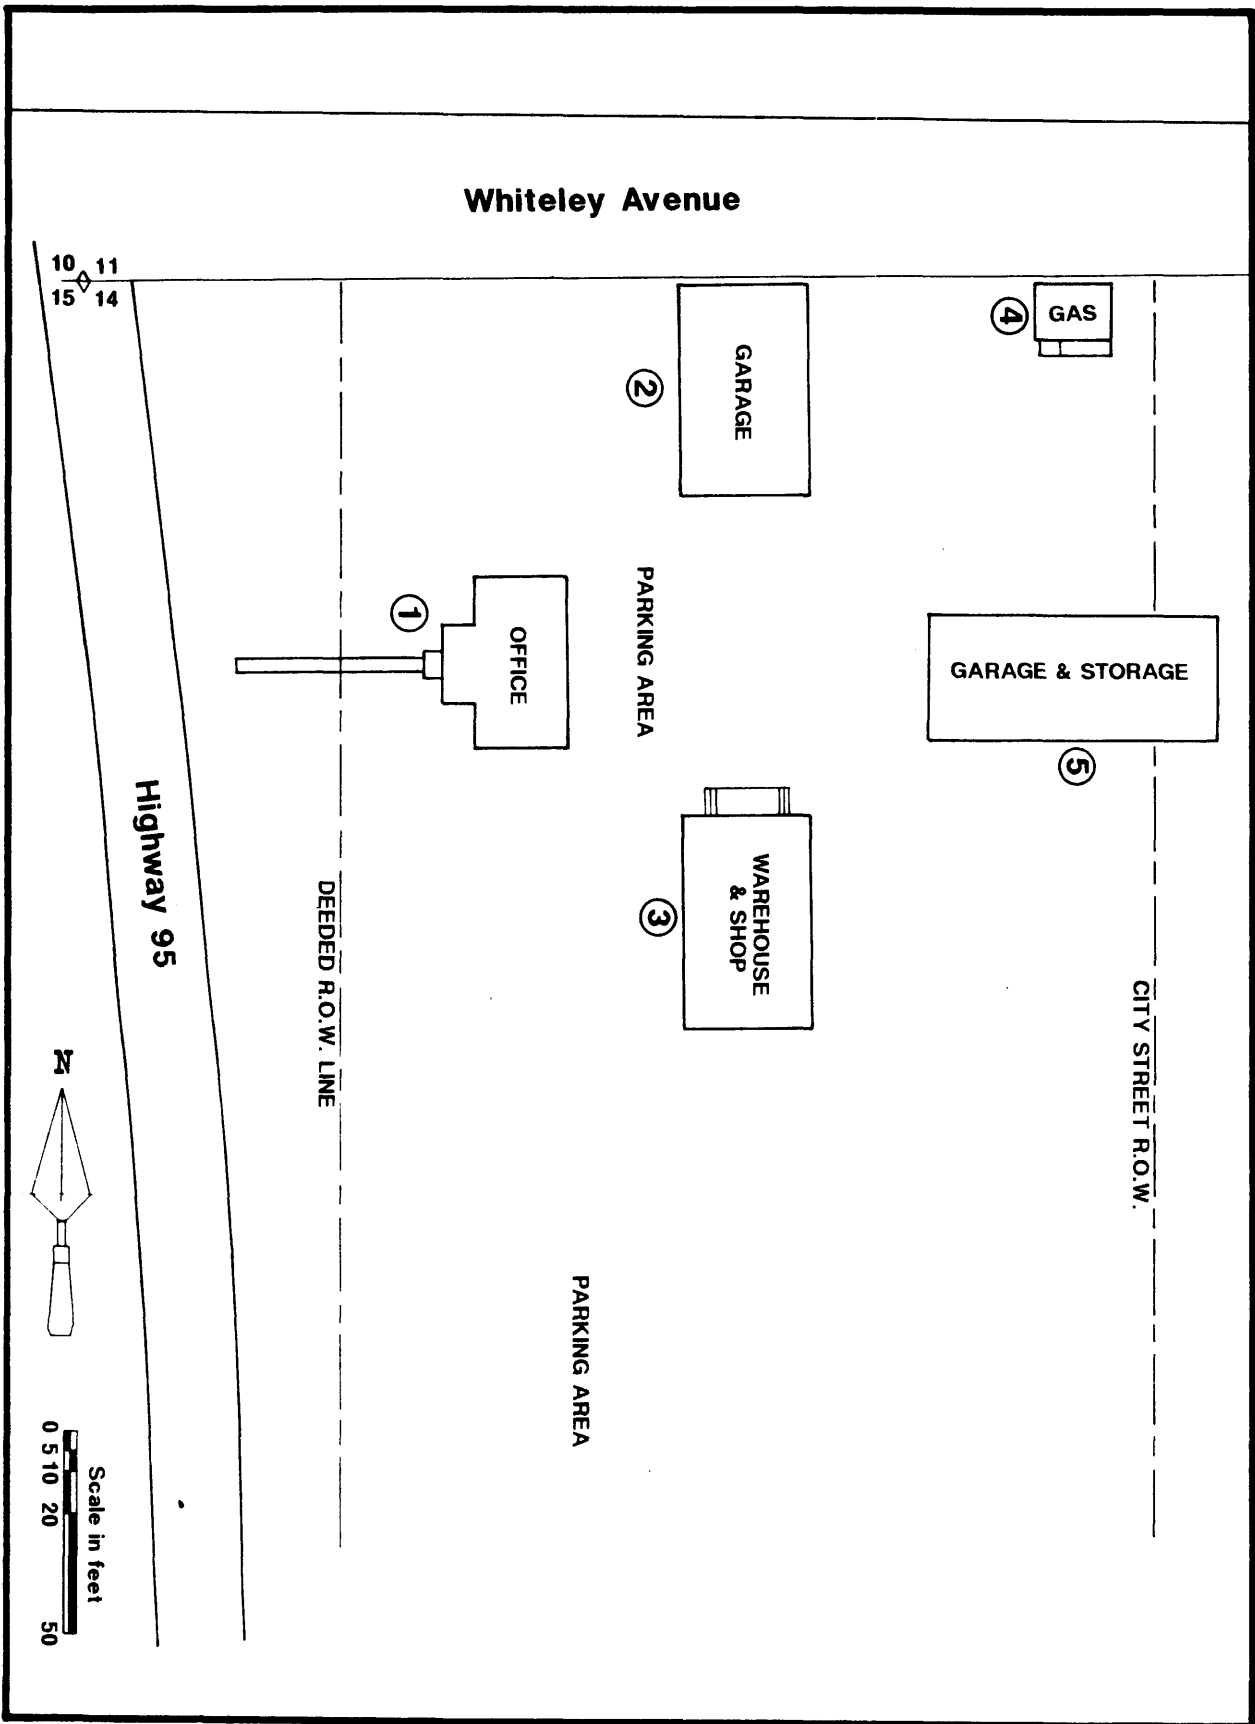 Whiteley Avenue
10 11
15 14
4
GAS
2
GARAGE
1
OFFICE
PARKING AREA
GARAGE & STORAGE
5
3
WAREHOUSE
& SHOP
Highway 95
DEEDED R.O.W. LINE
CITY STREET R.O.W.
N
PARKING AREA
Scale in feet
0 5 10 20 50